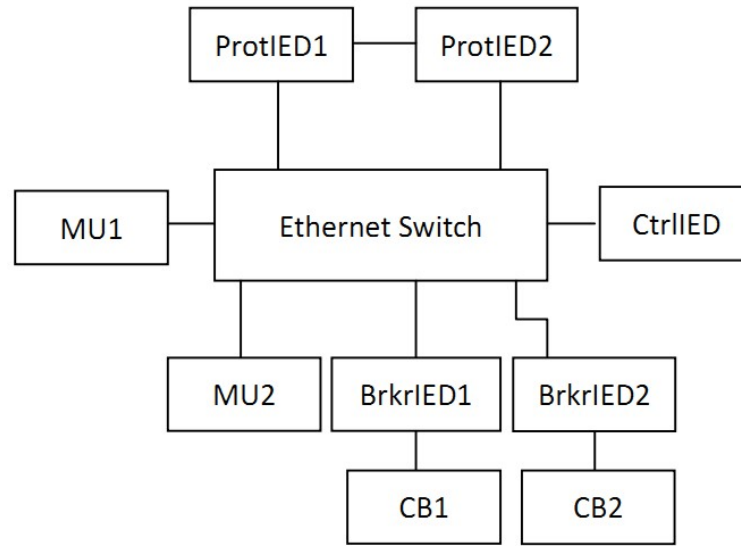 ProtIED1
ProtIED2
MU1
Ethernet Switch
CtrlIED
MU2
BrkrIED1
BrkrIED2
CB1
CB2